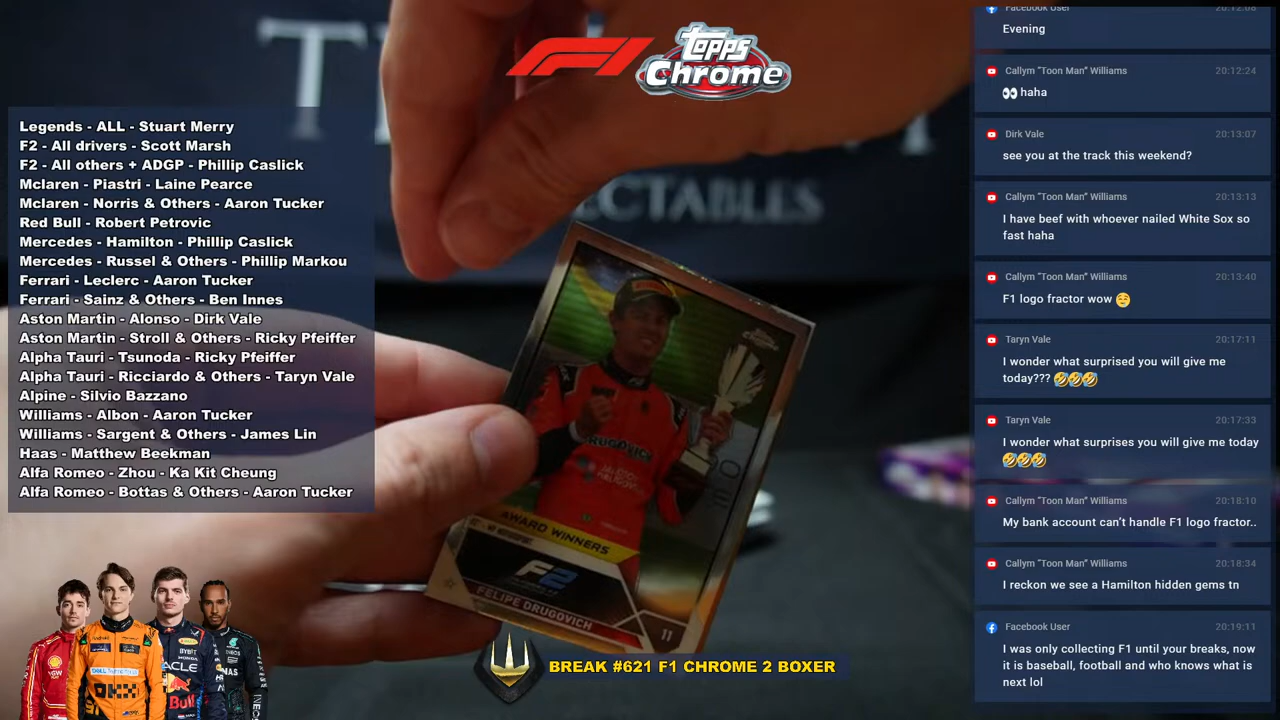 F1 TOPPS Chrome
Legends - ALL - Stuart Merry
F2 - All drivers - Scott Marsh
F2 - All others + ADGP - Phillip Caslick
Mclaren - Piastri - Laine Pearce
Mclaren - Norris & Others - Aaron Tucker
Red Bull - Robert Petrovic
Mercedes - Hamilton - Phillip Caslick
Mercedes - Russel & Others - Phillip Markou
Ferrari - Leclerc - Aaron Tucker
Ferrari - Sainz & Others - Ben Innes
Aston Martin - Alonso - Dirk Vale
Aston Martin - Stroll & Others - Ricky Pfeiffer
Alpha Tauri - Tsunoda - Ricky Pfeiffer
Alpha Tauri - Ricciardo & Others - Taryn Vale
Alpine - Silvio Bazzano
Williams - Albon - Aaron Tucker
Williams - Sargent & Others - James Lin
Haas - Matthew Beekman
Alfa Romeo - Zhou - Ka Kit Cheung
Alfa Romeo - Bottas & Others - Aaron Tucker
ECTABLES
DRUGOVICH
AWARD WINNERS
F2
FELIPE DRUGOVICH
11
BREAK #621 F1 CHROME 2 BOXER
Facebook User 20:12:08
Evening
Callym "Toon Man" Williams 20:12:24
👀 haha
Dirk Vale 20:13:07
see you at the track this weekend?
Callym "Toon Man" Williams 20:13:13
I have beef with whoever nailed White Sox so
fast haha
Callym "Toon Man" Williams 20:13:40
F1 logo fractor wow ☺️
Taryn Vale 20:17:11
I wonder what surprised you will give me
today??? 🤣🤣🤣
Taryn Vale 20:17:33
I wonder what surprises you will give me today
🤣🤣🤣
Callym "Toon Man" Williams 20:18:10
My bank account can't handle F1 logo fractor..
Callym "Toon Man" Williams 20:18:34
I reckon we see a Hamilton hidden gems tn
Facebook User 20:19:11
I was only collecting F1 until your breaks, now
it is baseball, football and who knows what is
next lol